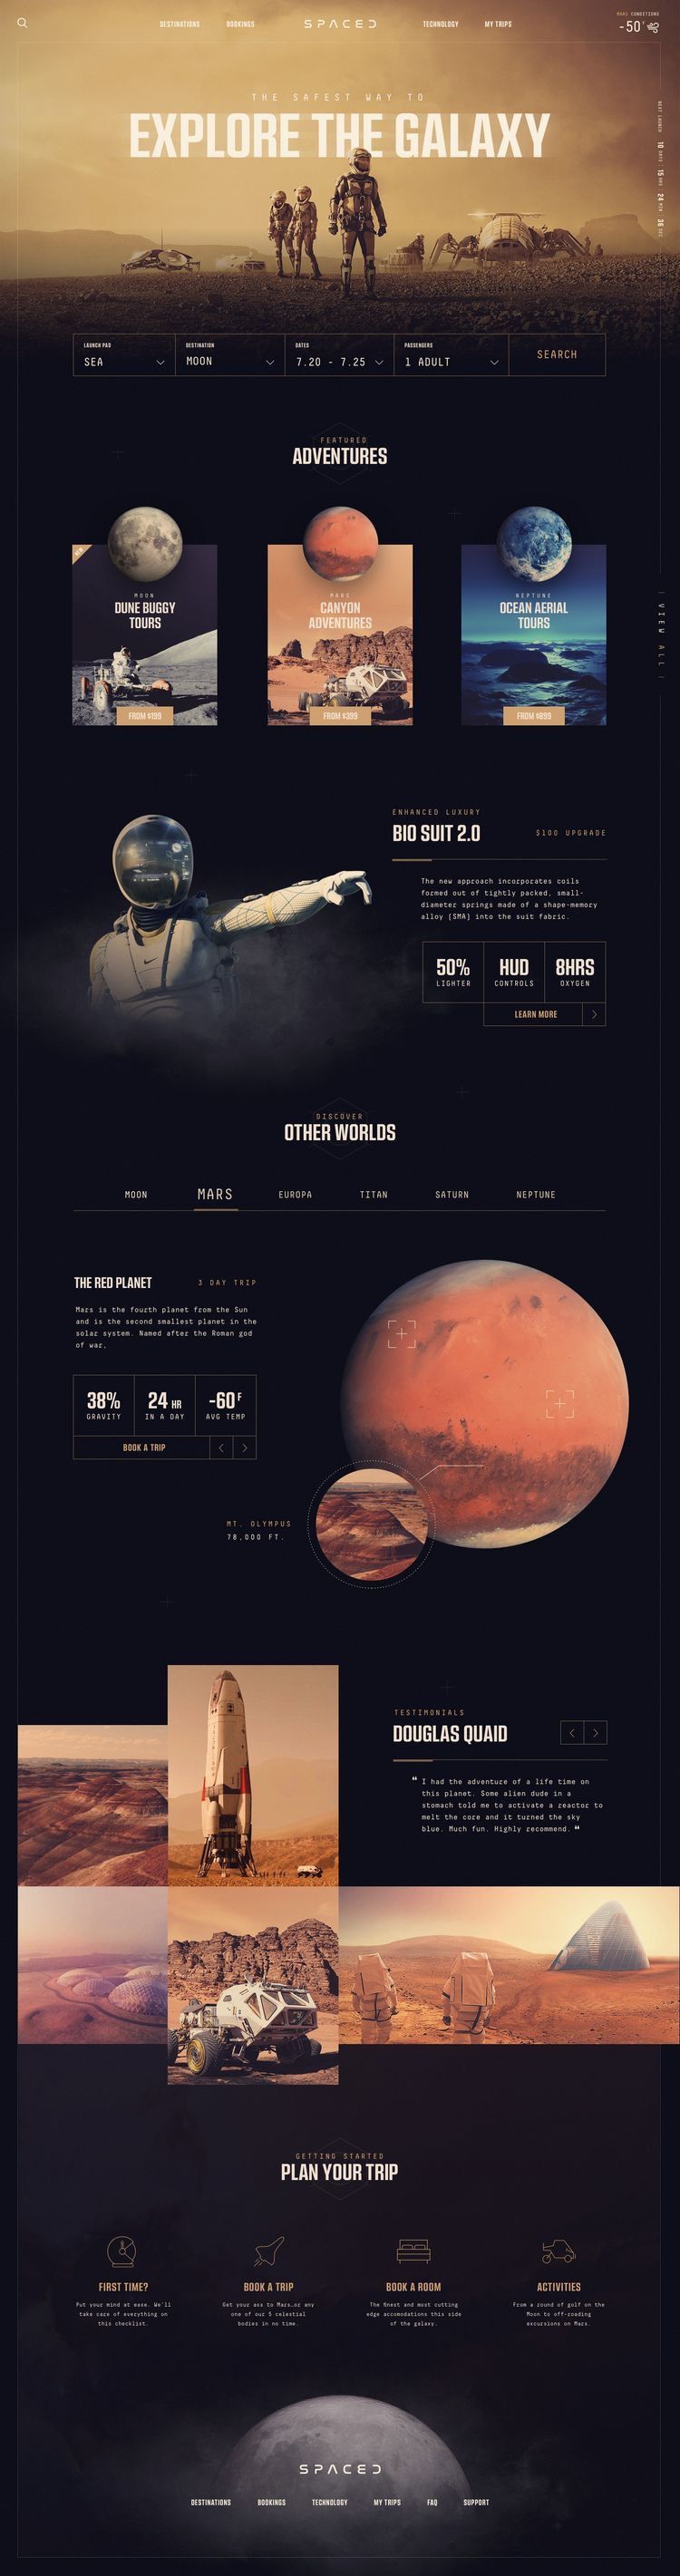 DESTINATIONS
BOOKINGS
SPACED
TECHNOLOGY
MY TRIPS
MARS CONDITIONS
-50°
NEXT LAUNCH 10 DAYS : 15 HRS : 24 MIN : 36 SEC
THE SAFEST WAY TO
EXPLORE THE GALAXY
LAUNCH PAD
SEA
DESTINATION
MOON
DATES
7.20 - 7.25
PASSENGERS
1 ADULT
SEARCH
FEATURED
ADVENTURES
NEW
MOON
DUNE BUGGY
TOURS
FROM $199
MARS
CANYON
ADVENTURES
FROM $399
NEPTUNE
OCEAN AERIAL
TOURS
FROM $899
| VIEW ALL |
ENHANCED LUXURY
BIO SUIT 2.0
$100 UPGRADE
The new approach incorporates coils
formed out of tightly packed, small-
diameter springs made of a shape-memory
alloy [SMA] into the suit fabric.
50%
LIGHTER
HUD
CONTROLS
8HRS
OXYGEN
LEARN MORE
DISCOVER
OTHER WORLDS
MOON
MARS
EUROPA
TITAN
SATURN
NEPTUNE
THE RED PLANET
3 DAY TRIP
Mars is the fourth planet from the Sun
and is the second smallest planet in the
solar system. Named after the Roman god
of war,
38%
GRAVITY
24 HR
IN A DAY
-60 F
AVG TEMP
BOOK A TRIP
MT. OLYMPUS
78,000 FT.
TESTIMONIALS
DOUGLAS QUAID
❝ I had the adventure of a life time on
this planet. Some alien dude in a
stomach told me to activate a reactor to
melt the core and it turned the sky
blue. Much fun. Highly recommend. ❞
GETTING STARTED
PLAN YOUR TRIP
FIRST TIME?
Put your mind at ease. We'll
take care of everything on
this checklist.
BOOK A TRIP
Get your ass to Mars…or any
one of our 5 celestial
bodies in no time.
BOOK A ROOM
The finest and most cutting
edge accomodations this side
of the galaxy.
ACTIVITIES
From a round of golf on the
Moon to off-roading
excursions on Mars.
SPACED
DESTINATIONS
BOOKINGS
TECHNOLOGY
MY TRIPS
FAQ
SUPPORT